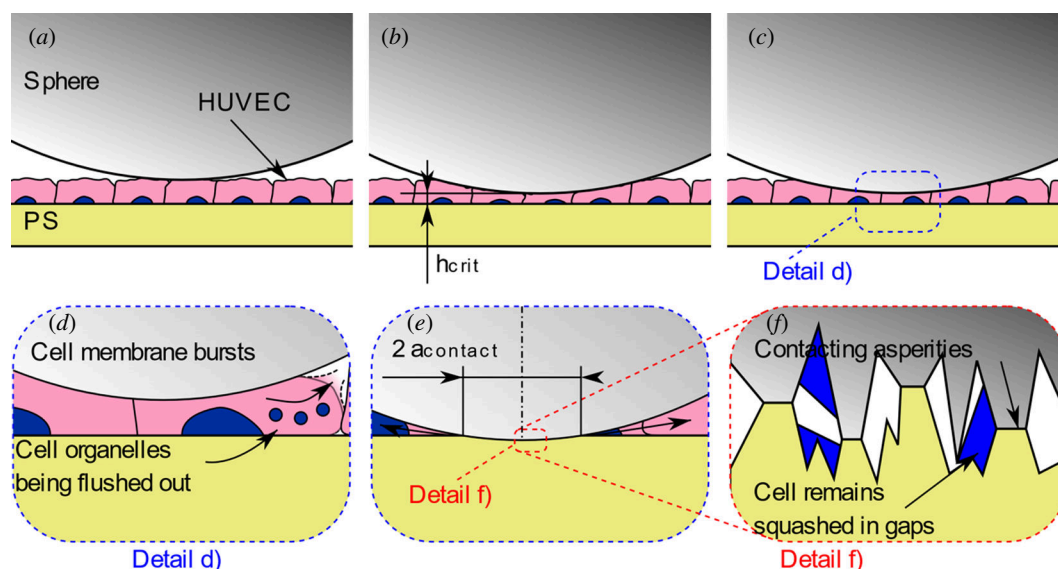 (a)
Sphere
HUVEC
PS
(b)
hcrit
(c)
Detail d)
(d)
Cell membrane bursts
Cell organelles
being flushed out
Detail d)
(e)
2 acontact
Detail f)
(f)
Contacting asperities
Cell remains
squashed in gaps
Detail f)